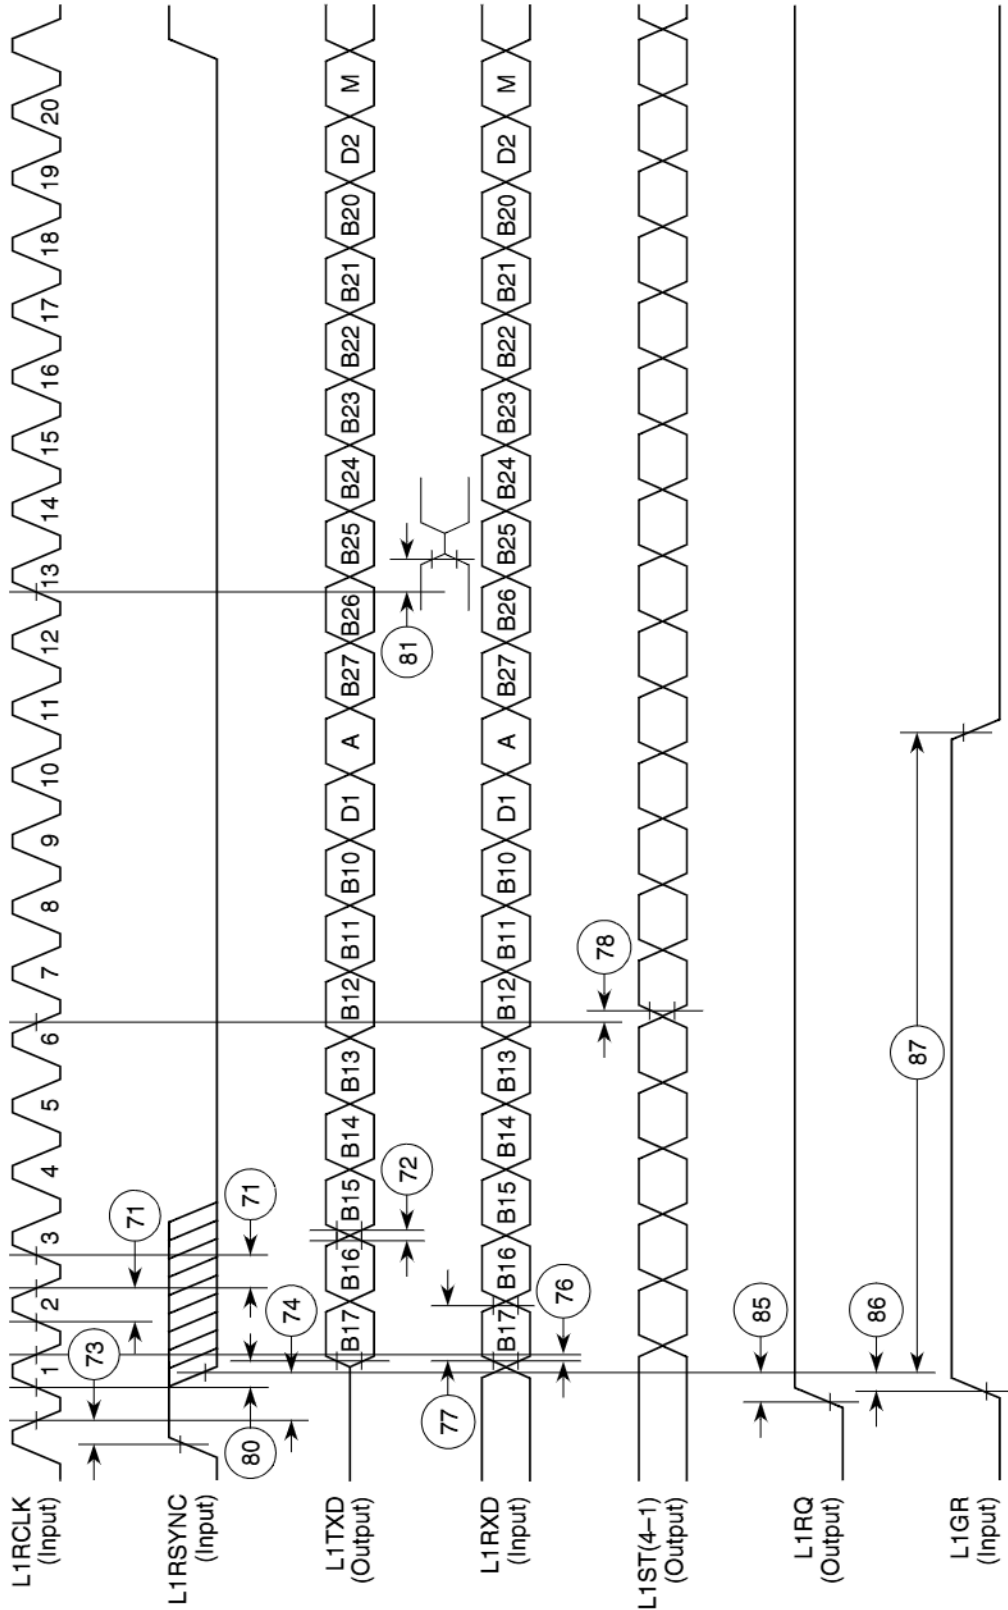 L1RCLK
(Input)
1 2 3 4 5 6 7 8 9 10 11 12 13 14 15 16 17 18 19 20
73
71
L1RSYNC
(Input)
80 71
74
L1TXD
(Output)
B17 B16 B15 B14 B13 B12 B11 B10 D1 A B27 B26 B25 B24 B23 B22 B21 B20 D2 M
72 81
77
L1RXD
(Input)
B17 B16 B15 B14 B13 B12 B11 B10 D1 A B27 B26 B25 B24 B23 B22 B21 B20 D2 M
76
78
L1ST(4–1)
(Output)
85
L1RQ
(Output)
86
87
L1GR
(Input)